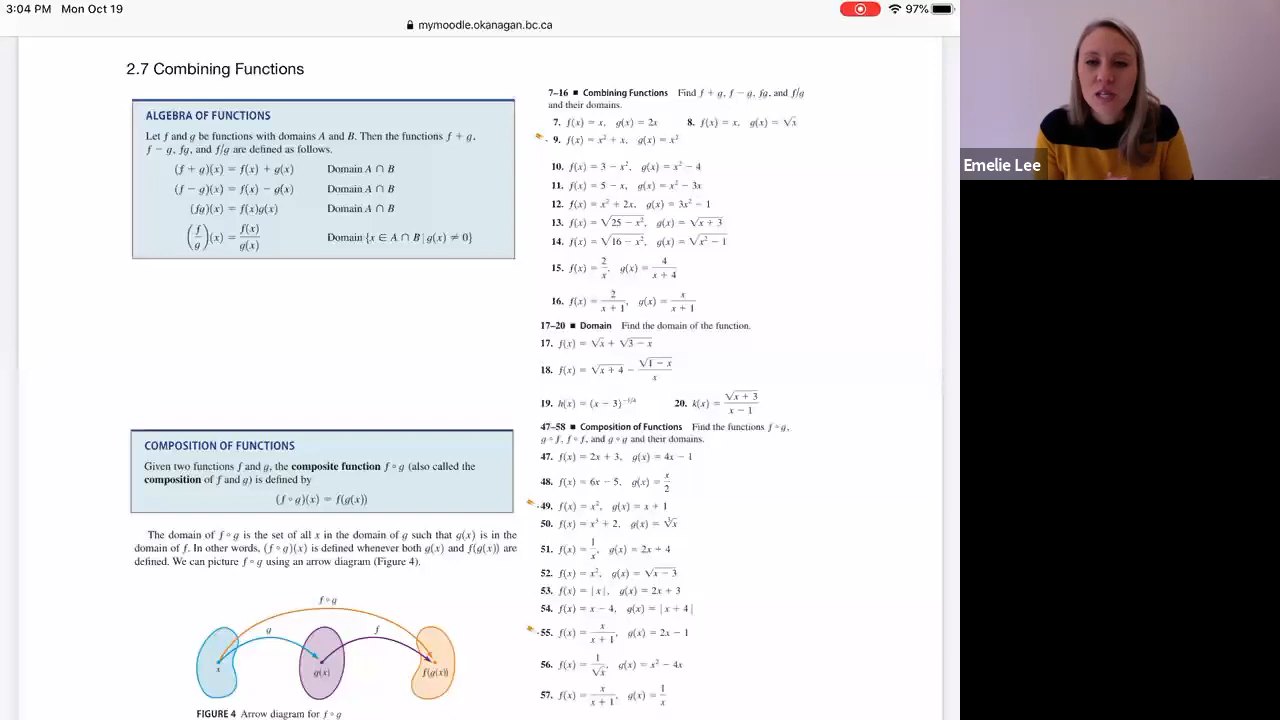 3:04 PM Mon Oct 19
97%
mymoodle.okanagan.bc.ca
Emelie Lee
2.7 Combining Functions
ALGEBRA OF FUNCTIONS
Let f and g be functions with domains A and B. Then the functions f + g,
f − g, fg, and f/g are defined as follows.
(f + g)(x) = f(x) + g(x) Domain A ∩ B
(f − g)(x) = f(x) − g(x) Domain A ∩ B
(fg)(x) = f(x)g(x) Domain A ∩ B
(f/g)(x) = f(x)/g(x) Domain {x ∈ A ∩ B | g(x) ≠ 0}
COMPOSITION OF FUNCTIONS
Given two functions f and g, the composite function f ∘ g (also called the
composition of f and g) is defined by
(f ∘ g)(x) = f(g(x))
The domain of f ∘ g is the set of all x in the domain of g such that g(x) is in the
domain of f. In other words, (f ∘ g)(x) is defined whenever both g(x) and f(g(x)) are
defined. We can picture f ∘ g using an arrow diagram (Figure 4).
f ∘ g
g f
x g(x) f(g(x))
FIGURE 4 Arrow diagram for f ∘ g
7–16 ■ Combining Functions Find f + g, f − g, fg, and f/g
and their domains.
7. f(x) = x, g(x) = 2x 8. f(x) = x, g(x) = √x
9. f(x) = x² + x, g(x) = x²
10. f(x) = 3 − x², g(x) = x² − 4
11. f(x) = 5 − x, g(x) = x² − 3x
12. f(x) = x² + 2x, g(x) = 3x² − 1
13. f(x) = √(25 − x²), g(x) = √(x + 3)
14. f(x) = √(16 − x²), g(x) = √(x² − 1)
15. f(x) = 2/x, g(x) = 4/(x + 4)
16. f(x) = 2/(x + 1), g(x) = x/(x + 1)
17–20 ■ Domain Find the domain of the function.
17. f(x) = √x + √(3 − x)
18. f(x) = √(x + 4) − √(1 − x)/x
19. h(x) = (x − 3)^(−1/4) 20. k(x) = √(x + 3)/(x − 1)
47–58 ■ Composition of Functions Find the functions f ∘ g,
g ∘ f, f ∘ f, and g ∘ g and their domains.
47. f(x) = 2x + 3, g(x) = 4x − 1
48. f(x) = 6x − 5, g(x) = x/2
49. f(x) = x², g(x) = x + 1
50. f(x) = x³ + 2, g(x) = ∛x
51. f(x) = 1/x, g(x) = 2x + 4
52. f(x) = x², g(x) = √(x − 3)
53. f(x) = |x|, g(x) = 2x + 3
54. f(x) = x − 4, g(x) = |x + 4|
55. f(x) = x/(x + 1), g(x) = 2x − 1
56. f(x) = 1/√x, g(x) = x² − 4x
57. f(x) = x/(x + 1), g(x) = 1/x